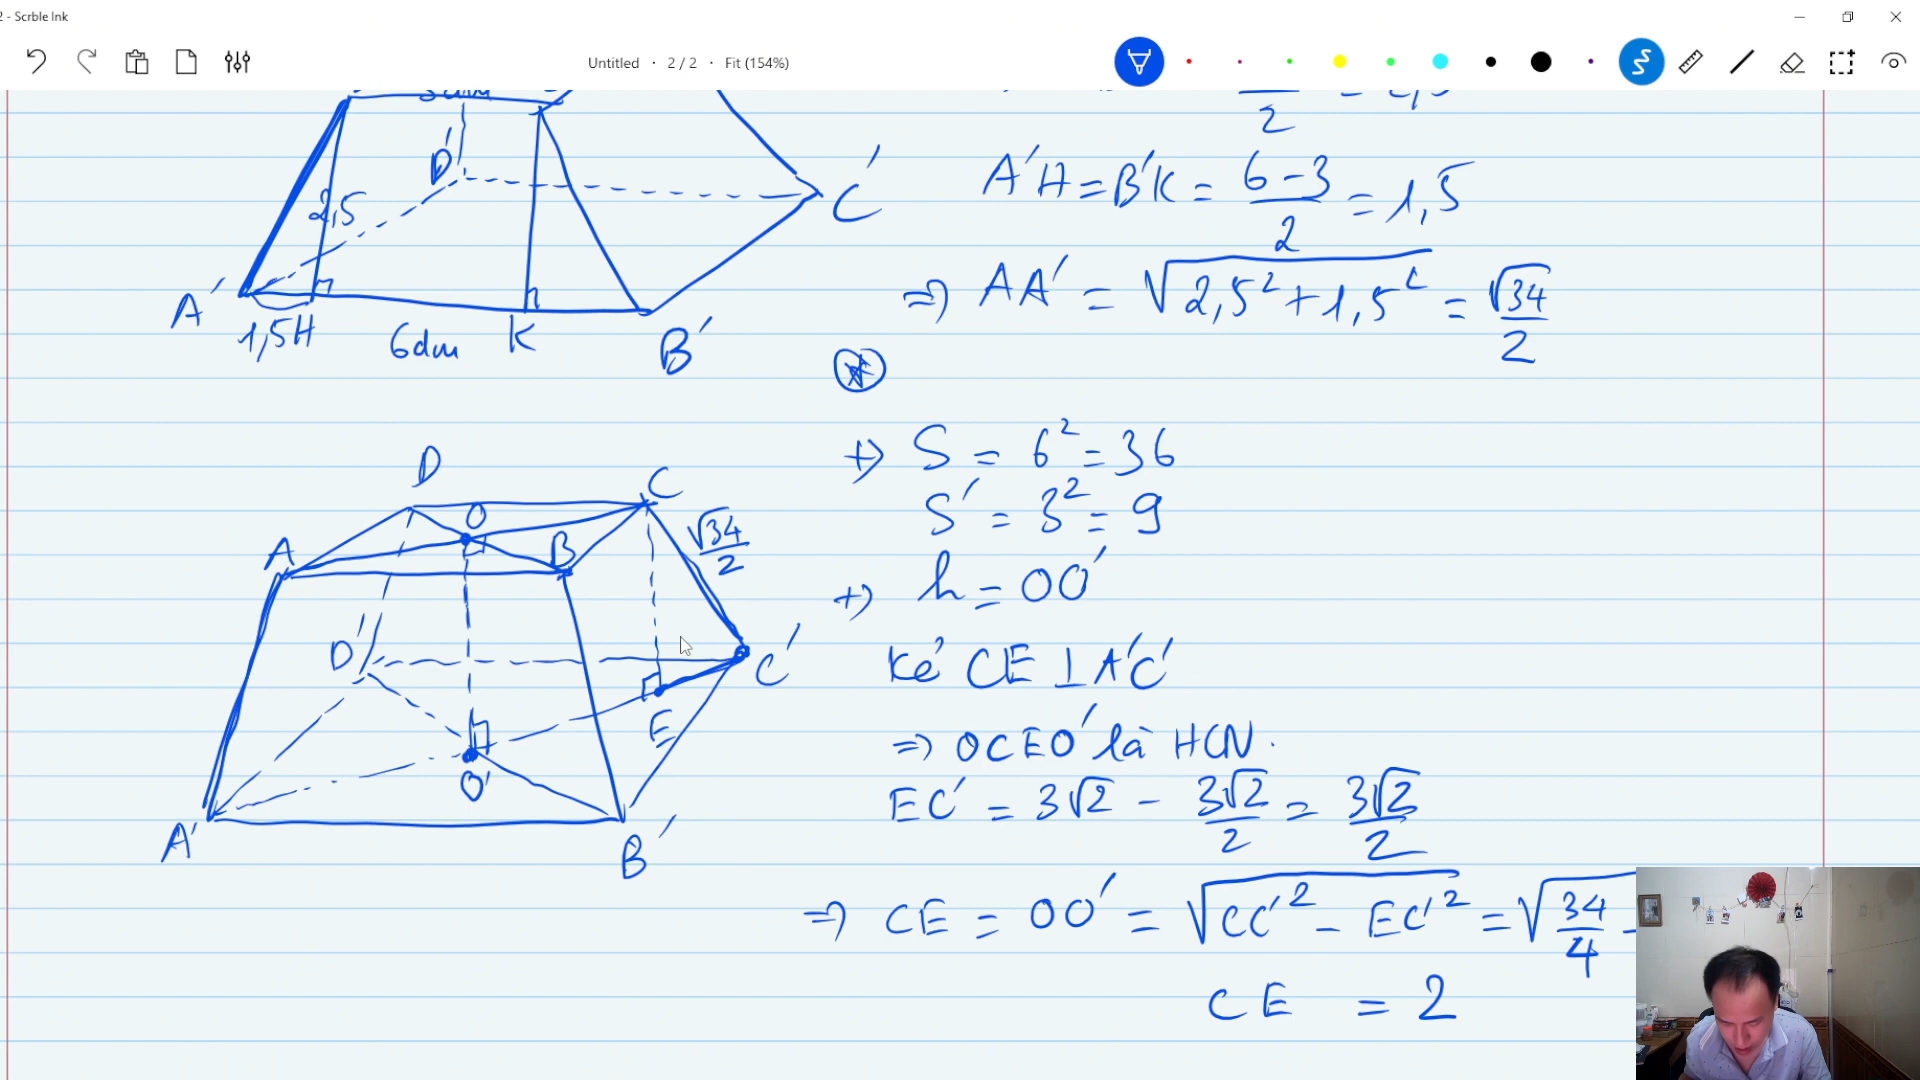 2 - Scrble Ink
Untitled · 2 / 2 · Fit (154%)
2
D'
C'
2,5
A'
1,5H
6dm
K
B'
A'H = B'K = (6 - 3)/2 = 1,5
=> AA' = √(2,5² + 1,5²) = √34/2
+> S = 6² = 36
S' = 3² = 9
+> h = OO'
Kẻ CE ⊥ A'C'
=> OCEO' là HCN.
EC' = 3√2 - 3√2/2 = 3√2/2
=> CE = OO' = √(CC'² - EC'²) = √(34/4 -
CE = 2
D
C
O
√34/2
A
B
D'
C'
E
O'
A'
B'